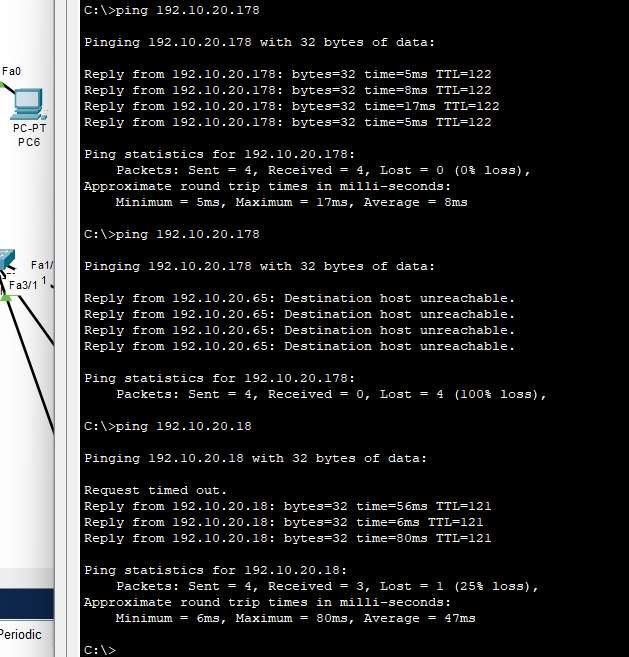 C:\>ping 192.10.20.178
Pinging 192.10.20.178 with 32 bytes of data:
Reply from 192.10.20.178: bytes=32 time=5ms TTL=122
Reply from 192.10.20.178: bytes=32 time=8ms TTL=122
Reply from 192.10.20.178: bytes=32 time=17ms TTL=122
Reply from 192.10.20.178: bytes=32 time=5ms TTL=122
Ping statistics for 192.10.20.178:
Packets: Sent = 4, Received = 4, Lost = 0 (0% loss),
Approximate round trip times in milli-seconds:
Minimum = 5ms, Maximum = 17ms, Average = 8ms
C:\>ping 192.10.20.178
Pinging 192.10.20.178 with 32 bytes of data:
Reply from 192.10.20.65: Destination host unreachable.
Reply from 192.10.20.65: Destination host unreachable.
Reply from 192.10.20.65: Destination host unreachable.
Reply from 192.10.20.65: Destination host unreachable.
Ping statistics for 192.10.20.178:
Packets: Sent = 4, Received = 0, Lost = 4 (100% loss),
C:\>ping 192.10.20.18
Pinging 192.10.20.18 with 32 bytes of data:
Request timed out.
Reply from 192.10.20.18: bytes=32 time=56ms TTL=121
Reply from 192.10.20.18: bytes=32 time=6ms TTL=121
Reply from 192.10.20.18: bytes=32 time=80ms TTL=121
Ping statistics for 192.10.20.18:
Packets: Sent = 4, Received = 3, Lost = 1 (25% loss),
Approximate round trip times in milli-seconds:
Minimum = 6ms, Maximum = 80ms, Average = 47ms
C:\>
Fa0
PC-PT
PC6
Fa1/
1
Fa3/1
Periodic